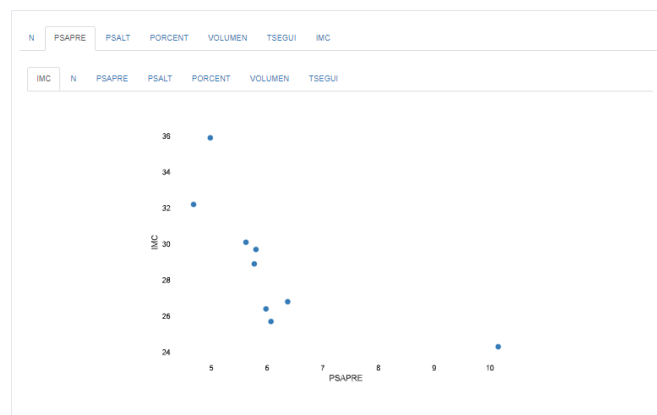 N PSAPRE PSALT PORCENT VOLUMEN TSEGUI IMC
IMC N PSAPRE PSALT PORCENT VOLUMEN TSEGUI
36
34
32
30
28
26
24
IMC
5 6 7 8 9 10
PSAPRE